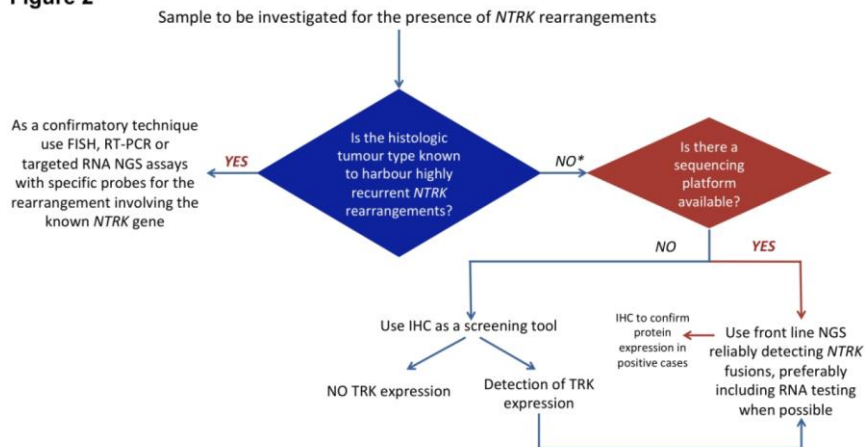 Figure 2
Sample to be investigated for the presence of NTRK rearrangements
As a confirmatory technique
use FISH, RT-PCR or
targeted RNA NGS assays
with specific probes for the
rearrangement involving the
known NTRK gene
YES
Is the histologic
tumour type known
to harbour highly
recurrent NTRK
rearrangements?
NO*
Is there a
sequencing
platform
available?
NO
YES
Use IHC as a screening tool
NO TRK expression
Detection of TRK
expression
IHC to confirm
protein
expression in
positive cases
Use front line NGS
reliably detecting NTRK
fusions, preferably
including RNA testing
when possible